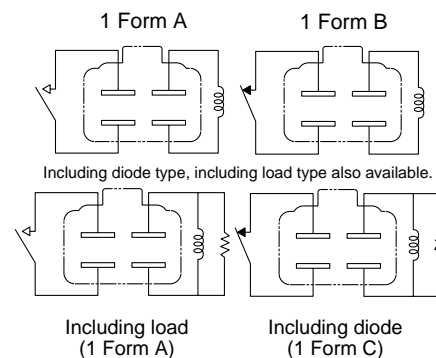 1 Form A
1 Form B
Including diode type, including load type also available.
Including load
(1 Form A)
Including diode
(1 Form C)